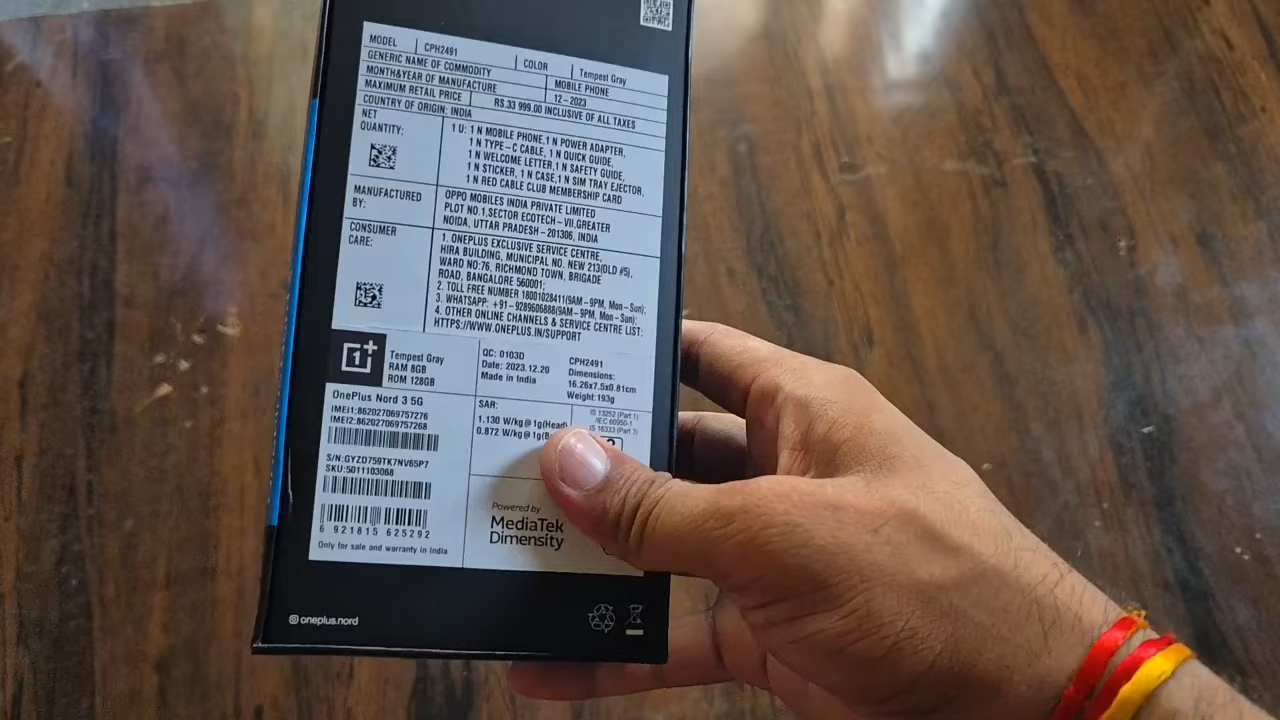 MODEL CPH2491 COLOR Tempest Gray
GENERIC NAME OF COMMODITY MOBILE PHONE
MONTH&YEAR OF MANUFACTURE 12-2023
MAXIMUM RETAIL PRICE RS.33 999.00 INCLUSIVE OF ALL TAXES
COUNTRY OF ORIGIN: INDIA
NET
QUANTITY:
1 U: 1 N MOBILE PHONE,1 N POWER ADAPTER,
1 N TYPE-C CABLE, 1 N QUICK GUIDE,
1 N WELCOME LETTER,1 N SAFETY GUIDE,
1 N STICKER, 1 N CASE,1 N SIM TRAY EJECTOR,
1 N RED CABLE CLUB MEMBERSHIP CARD
MANUFACTURED
BY:
OPPO MOBILES INDIA PRIVATE LIMITED
PLOT NO.1,SECTOR ECOTECH-VII,GREATER
NOIDA, UTTAR PRADESH-201306, INDIA
CONSUMER
CARE:
1. ONEPLUS EXCLUSIVE SERVICE CENTRE,
HIRA BUILDING, MUNICIPAL NO. NEW 213(OLD #5),
WARD NO:76, RICHMOND TOWN, BRIGADE
ROAD, BANGALORE 560001;
2. TOLL FREE NUMBER 18001028411(9AM-9PM, Mon-Sun);
3. WHATSAPP: +91-9289606888(9AM-9PM, Mon-Sun);
4. OTHER ONLINE CHANNELS & SERVICE CENTRE LIST:
HTTPS://WWW.ONEPLUS.IN/SUPPORT
1+
Tempest Gray
RAM 8GB
ROM 128GB
QC: 0103D
Date: 2023.12.20
Made in India
CPH2491
Dimensions:
16.26x7.5x0.81cm
Weight:193g
OnePlus Nord 3 5G
IMEI1:862027069757276
IMEI2:862027069757268
S/N:GYZD759TK7NV65P7
SKU:5011103068
6 921815 625292
Only for sale and warranty in India
SAR:
1.130 W/kg@1g(Head)
0.872 W/kg@1g
IS 13252 (Part 1)
/IEC 60950-1
IS 16333 (Part 3)
Powered by
MediaTek
Dimensity
oneplus.nord